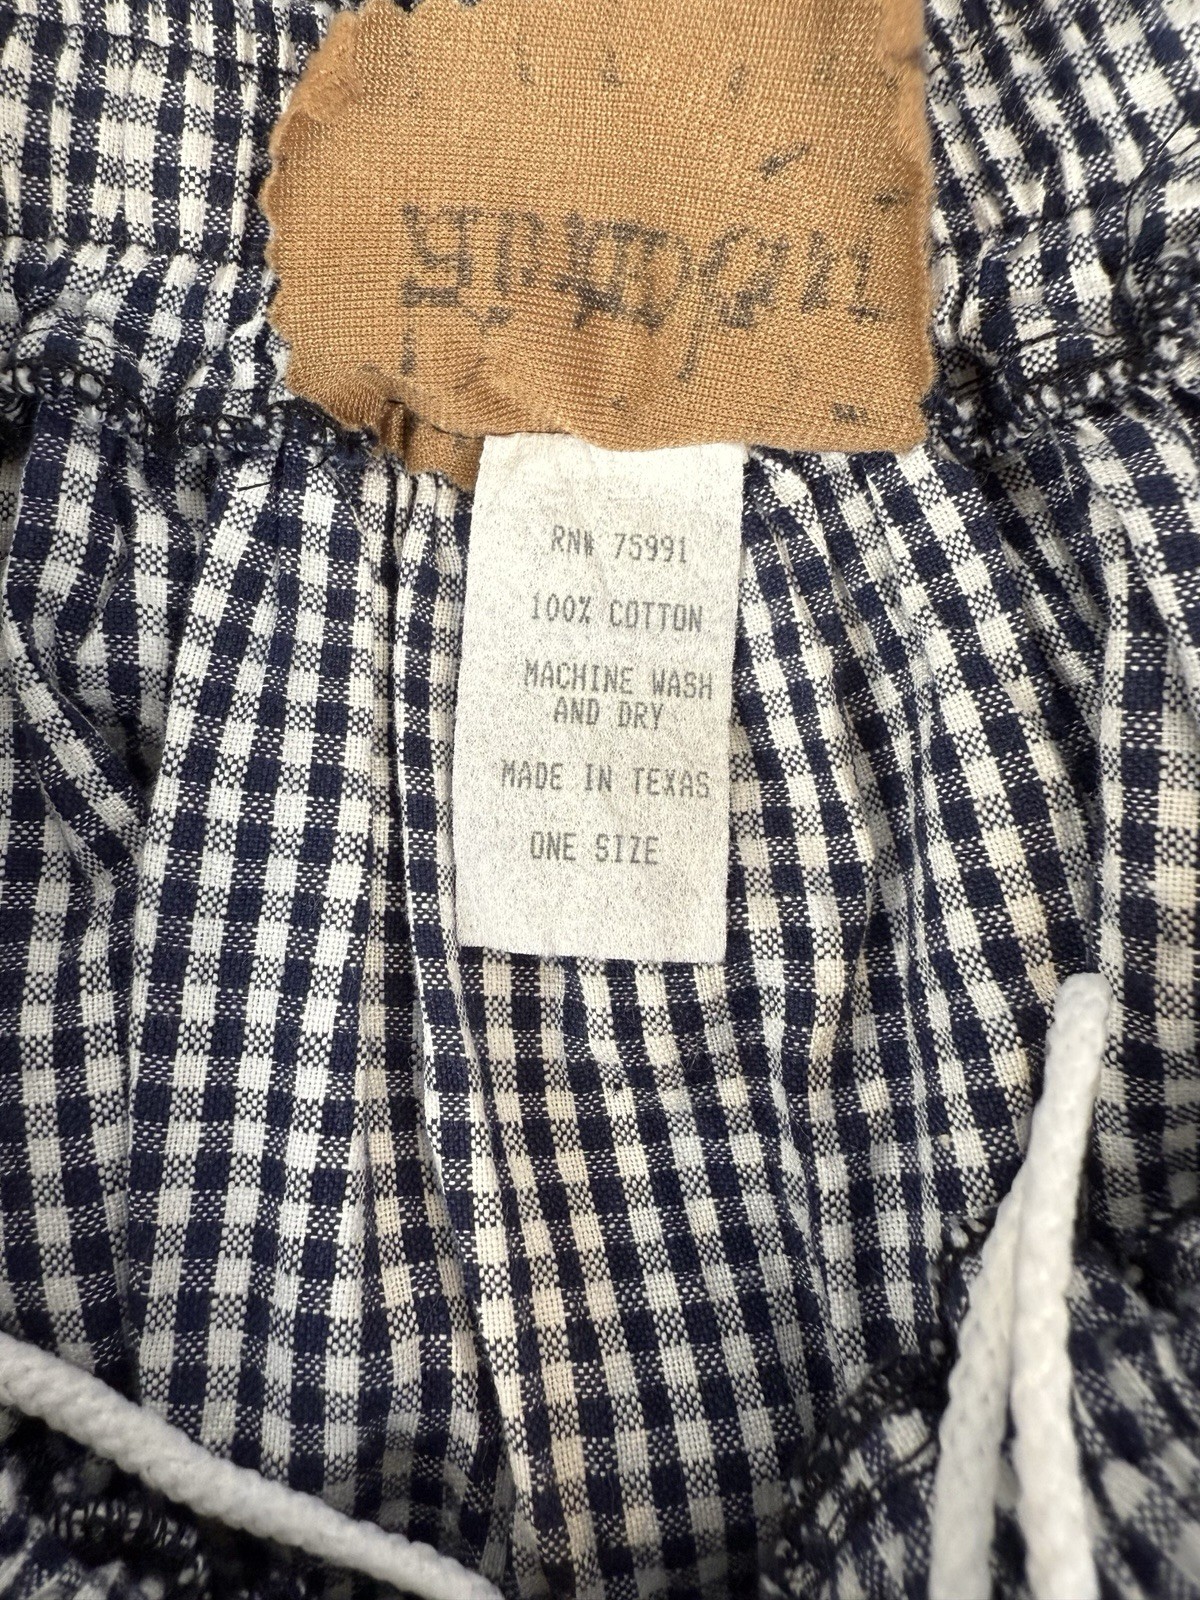 RN# 75991
100% COTTON
MACHINE WASH
AND DRY
MADE IN TEXAS
ONE SIZE